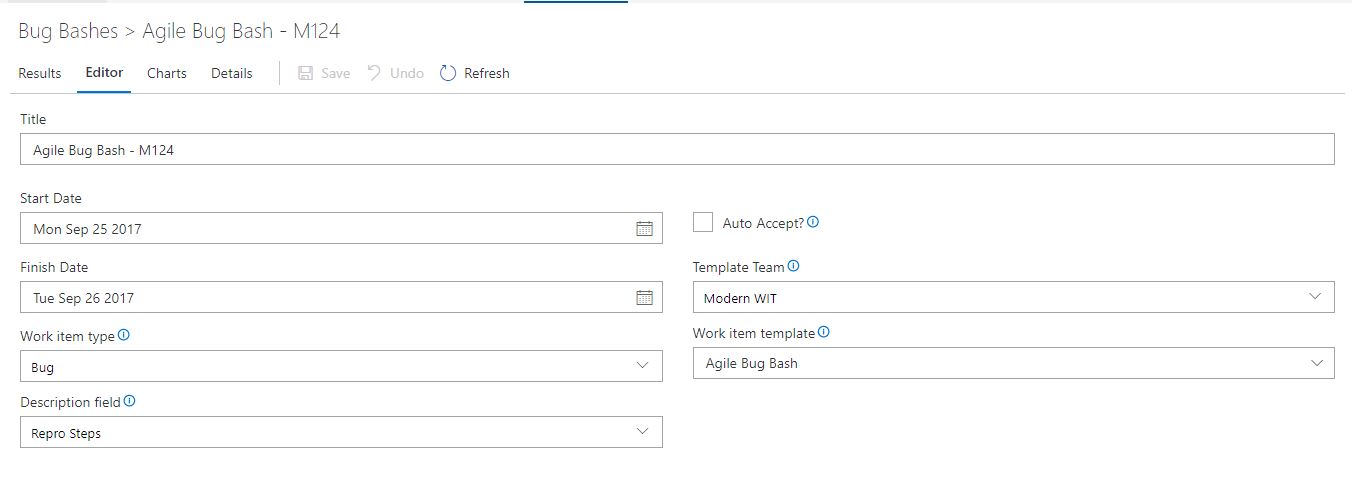 Bug Bashes > Agile Bug Bash - M124
Results Editor Charts Details Save Undo Refresh
Title
Agile Bug Bash - M124
Start Date
Mon Sep 25 2017
Auto Accept?
Finish Date
Template Team
Tue Sep 26 2017
Modern WIT
Work item type
Work item template
Bug
Agile Bug Bash
Description field
Repro Steps